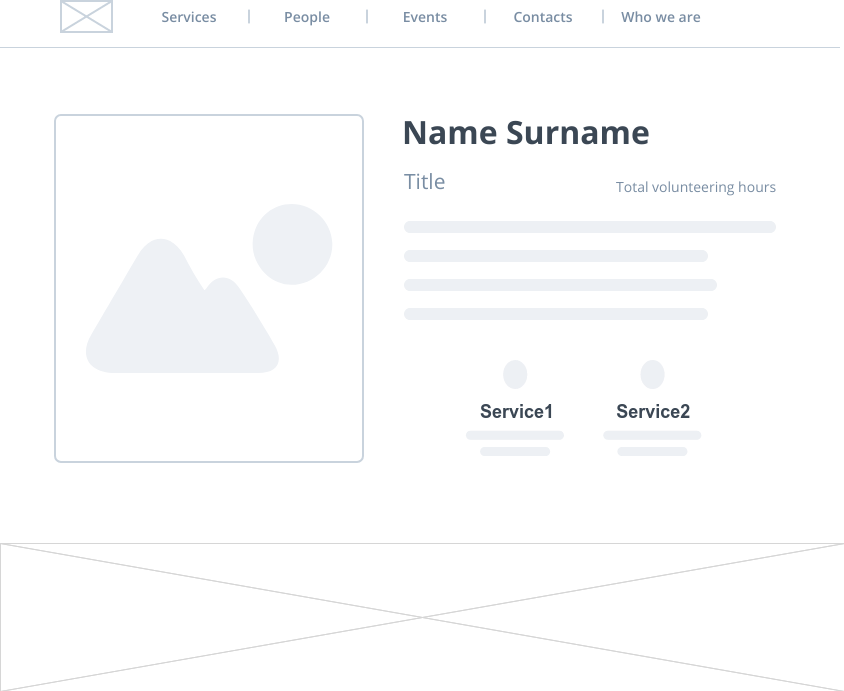 Services | People | Events | Contacts | Who we are
Name Surname
Title
Total volunteering hours
Service1 Service2